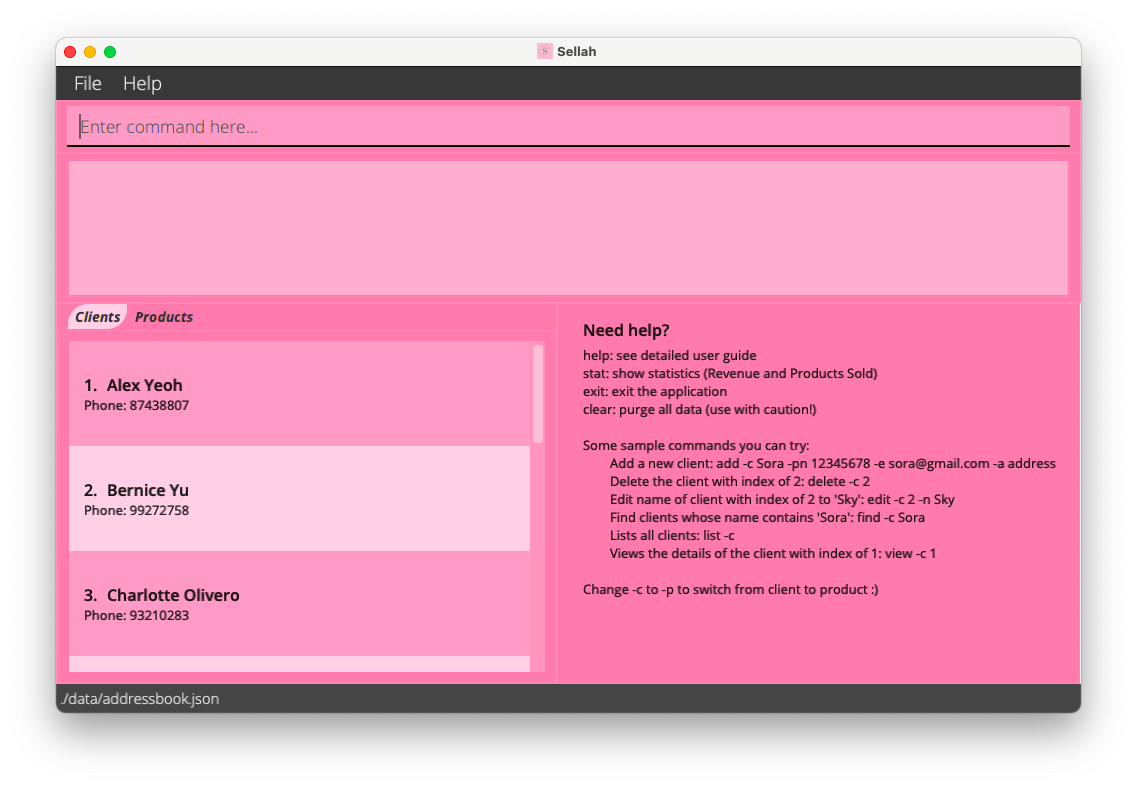 Sellah
File Help
Enter command here...
Clients Products
1. Alex Yeoh
Phone: 87438807
2. Bernice Yu
Phone: 99272758
3. Charlotte Olivero
Phone: 93210283
Need help?
help: see detailed user guide
stat: show statistics (Revenue and Products Sold)
exit: exit the application
clear: purge all data (use with caution!)
Some sample commands you can try:
Add a new client: add -c Sora -pn 12345678 -e sora@gmail.com -a address
Delete the client with index of 2: delete -c 2
Edit name of client with index of 2 to 'Sky': edit -c 2 -n Sky
Find clients whose name contains 'Sora': find -c Sora
Lists all clients: list -c
Views the details of the client with index of 1: view -c 1
Change -c to -p to switch from client to product :)
./data/addressbook.json